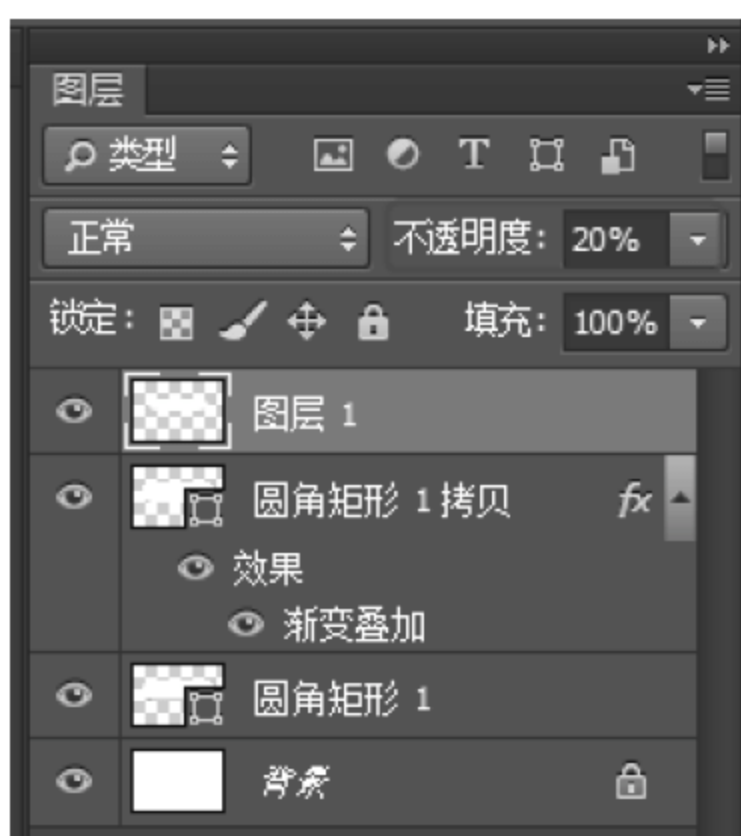 图层
类型 T
正常 不透明度: 20%
锁定: 填充: 100%
图层 1
圆角矩形 1 拷贝 fx
效果
渐变叠加
圆角矩形 1
背景